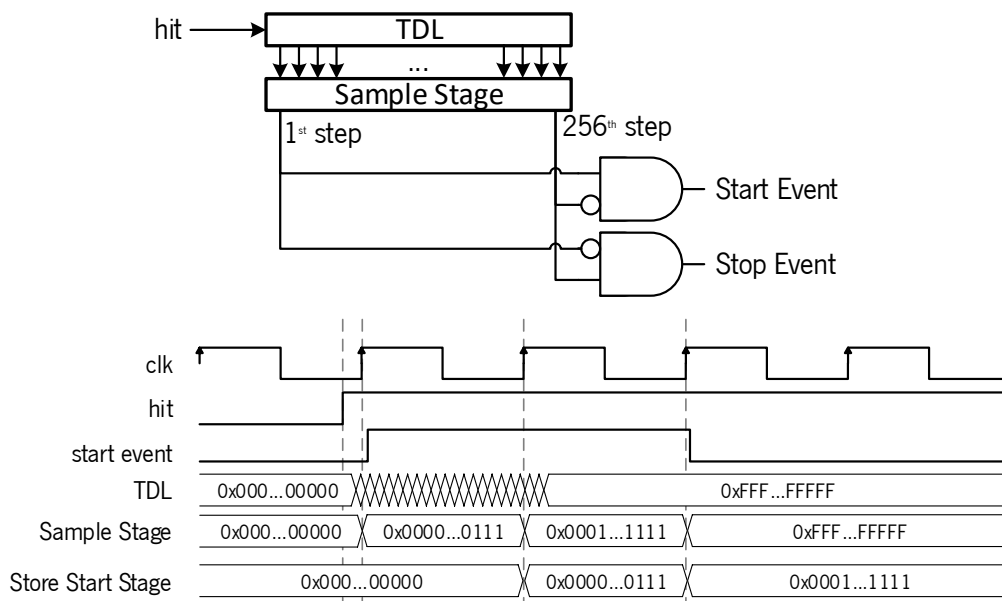 hit
TDL
...
Sample Stage
1st step
256th step
Start Event
Stop Event
clk
hit
start event
TDL 0x000...00000 0xFFF...FFFFF
Sample Stage 0x000...00000 0x0000...0111 0x0001...1111 0xFFF...FFFFF
Store Start Stage 0x000...00000 0x0000...0111 0x0001...1111